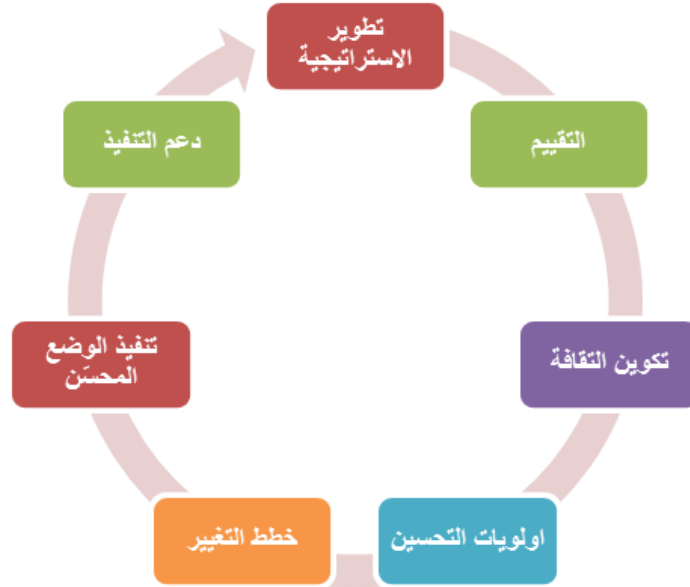 تطوير
الاستراتيجية
التقييم
تكوين الثقافة
اولويات التحسين
خطط التغيير
تنفيذ الوضع
المحسّن
دعم التنفيذ